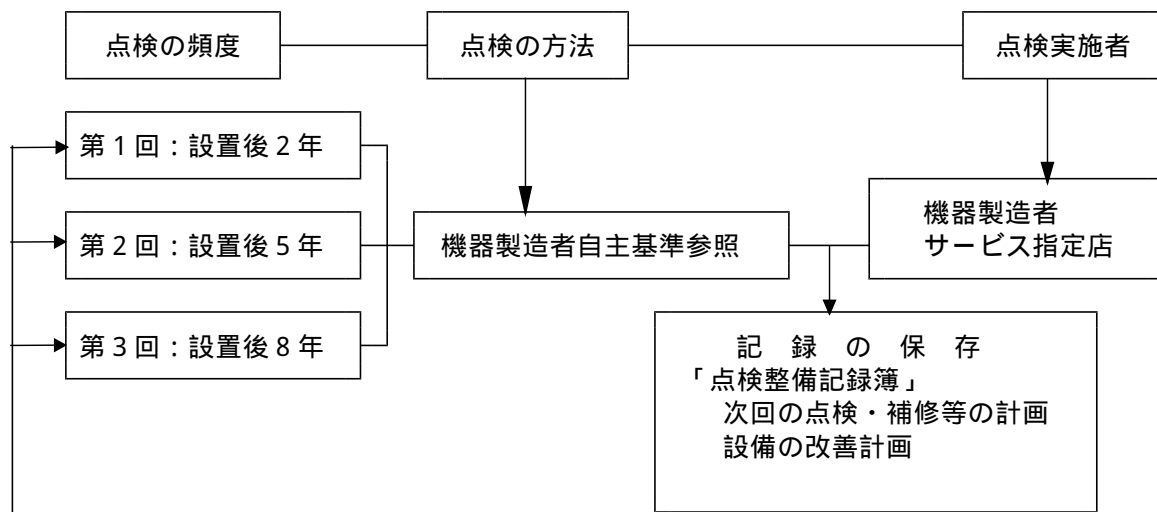 点検の頻度
点検の方法
点検実施者
第1回：設置後2年
第2回：設置後5年
第3回：設置後8年
機器製造者自主基準参照
機器製造者
サービス指定店
記　録　の　保　存
「点検整備記録簿」
次回の点検・補修等の計画
設備の改善計画